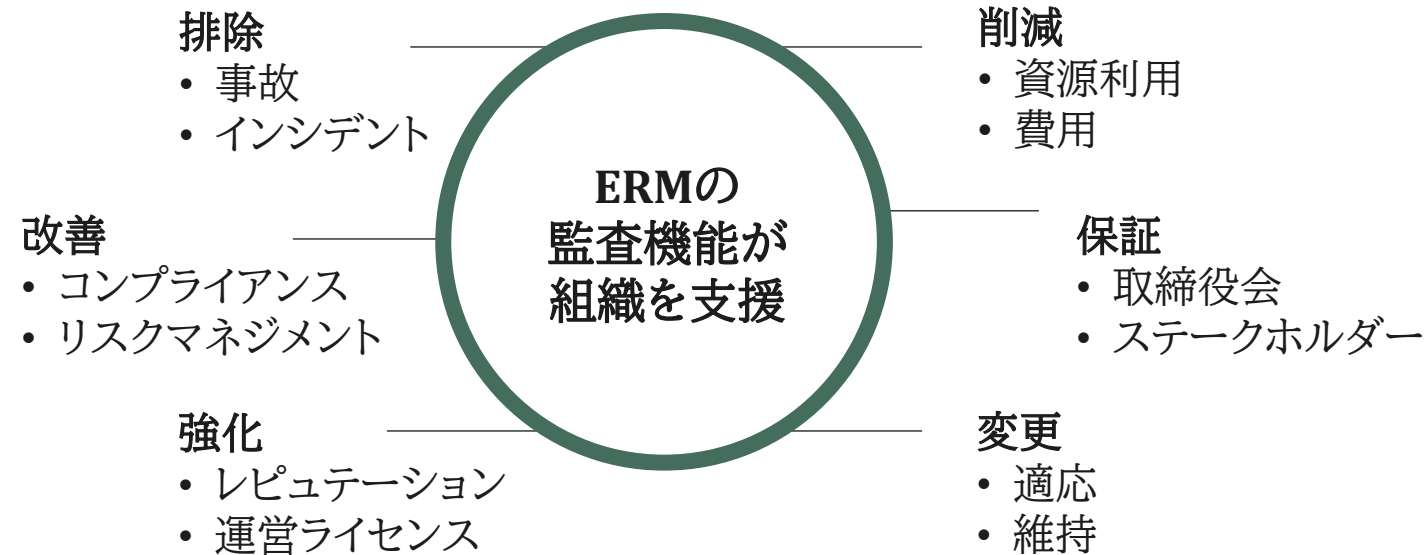 排除
• 事故
• インシデント
改善
• コンプライアンス
• リスクマネジメント
強化
• レピュテーション
• 運営ライセンス
ERMの
監査機能が
組織を支援
削減
• 資源利用
• 費用
保証
• 取締役会
• ステークホルダー
変更
• 適応
• 維持